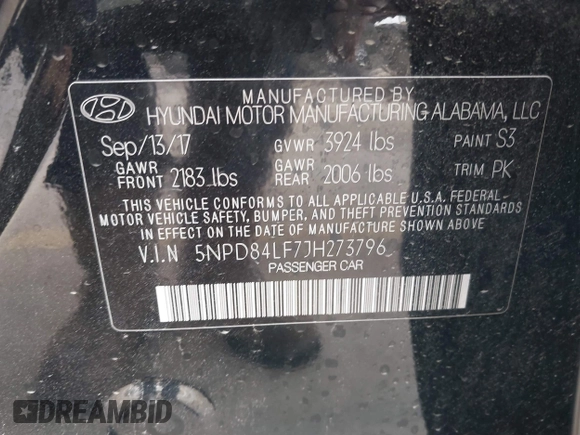 MANUFACTURED BY
HYUNDAI MOTOR MANUFACTURING ALABAMA, LLC
Sep/13/17 GVWR 3924 lbs PAINT S3
GAWR FRONT 2183 lbs GAWR REAR 2006 lbs TRIM PK
THIS VEHICLE CONFORMS TO ALL APPLICABLE U.S.A. FEDERAL
MOTOR VEHICLE SAFETY, BUMPER, AND THEFT PREVENTION STANDARDS
IN EFFECT ON THE DATE OF MANUFACTURE SHOWN ABOVE.
V.I.N 5NPD84LF7JH273796
PASSENGER CAR
DREAMBID